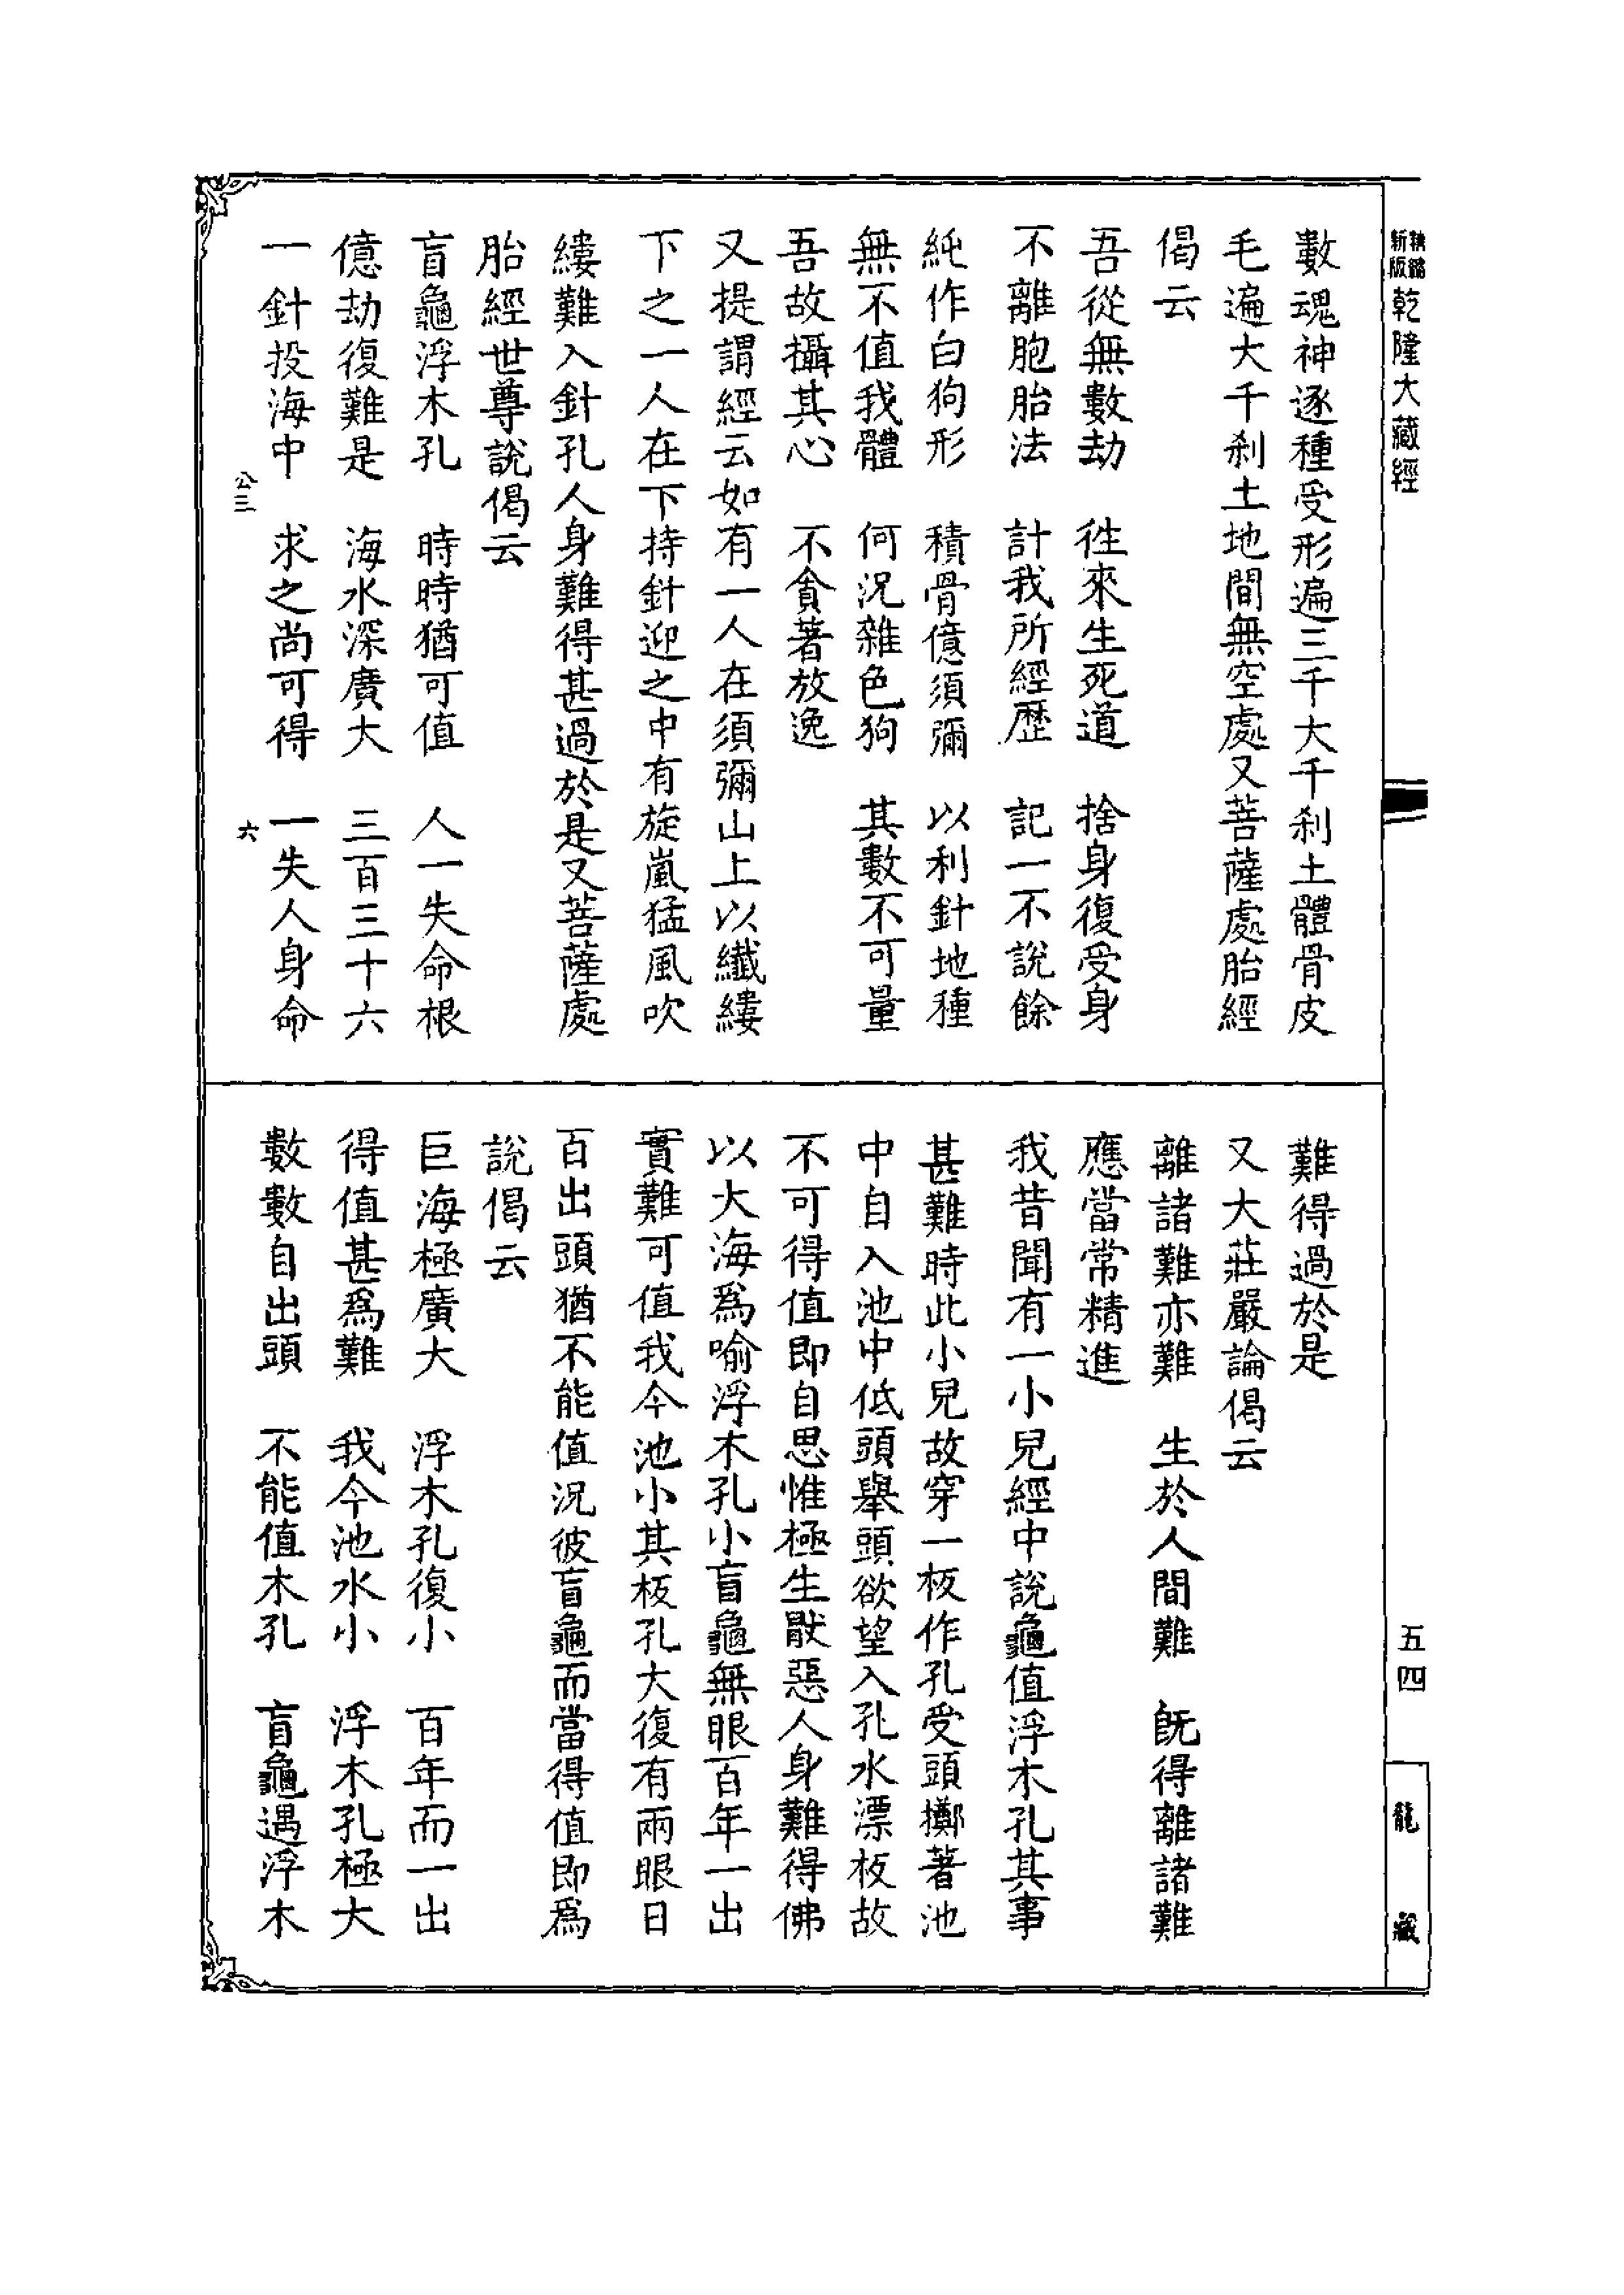 精縮新版乾隆大藏經
數魂神逐種受形遍三千大千刹土體骨皮
毛遍大千刹土地間無空處又菩薩處胎經
偈云
吾從無數劫　徃來生死道　捨身復受身
不離胞胎法　計我所經歷　記一不說餘
純作白狗形　積骨億須彌　以利針地種
無不值我體　何況雜色狗　其數不可量
吾故攝其心　不貪著放逸
又提謂經云如有一人在須彌山上以纖縷
下之一人在下持針迎之中有旋嵐猛風吹
縷難入針孔人身難得甚過於是又菩薩處
胎經世尊說偈云
盲龜浮木孔　時時猶可值　人一失命根
億劫復難是　海水深廣大　三百三十六
一針投海中　求之尚可得　一失人身命
公三　六
難得過於是
又大莊嚴論偈云
離諸難亦難　生於人間難　旣得離諸難
應當常精進
我昔聞有一小兒經中說龜值浮木孔其事
甚難時此小兒故穿一板作孔受頭擲著池
中自入池中低頭舉頭欲望入孔水漂板故
不可得值即自思惟極生猒惡人身難得佛
以大海爲喻浮木孔小盲龜無眼百年一出
實難可值我今池小其板孔大復有兩眼日
百出頭猶不能值況彼盲龜而當得值即爲
說偈云
巨海極廣大　浮木孔復小　百年而一出
得值甚爲難　我今池水小　浮木孔極大
數數自出頭　不能值木孔　盲龜遇浮木
五四
龍藏